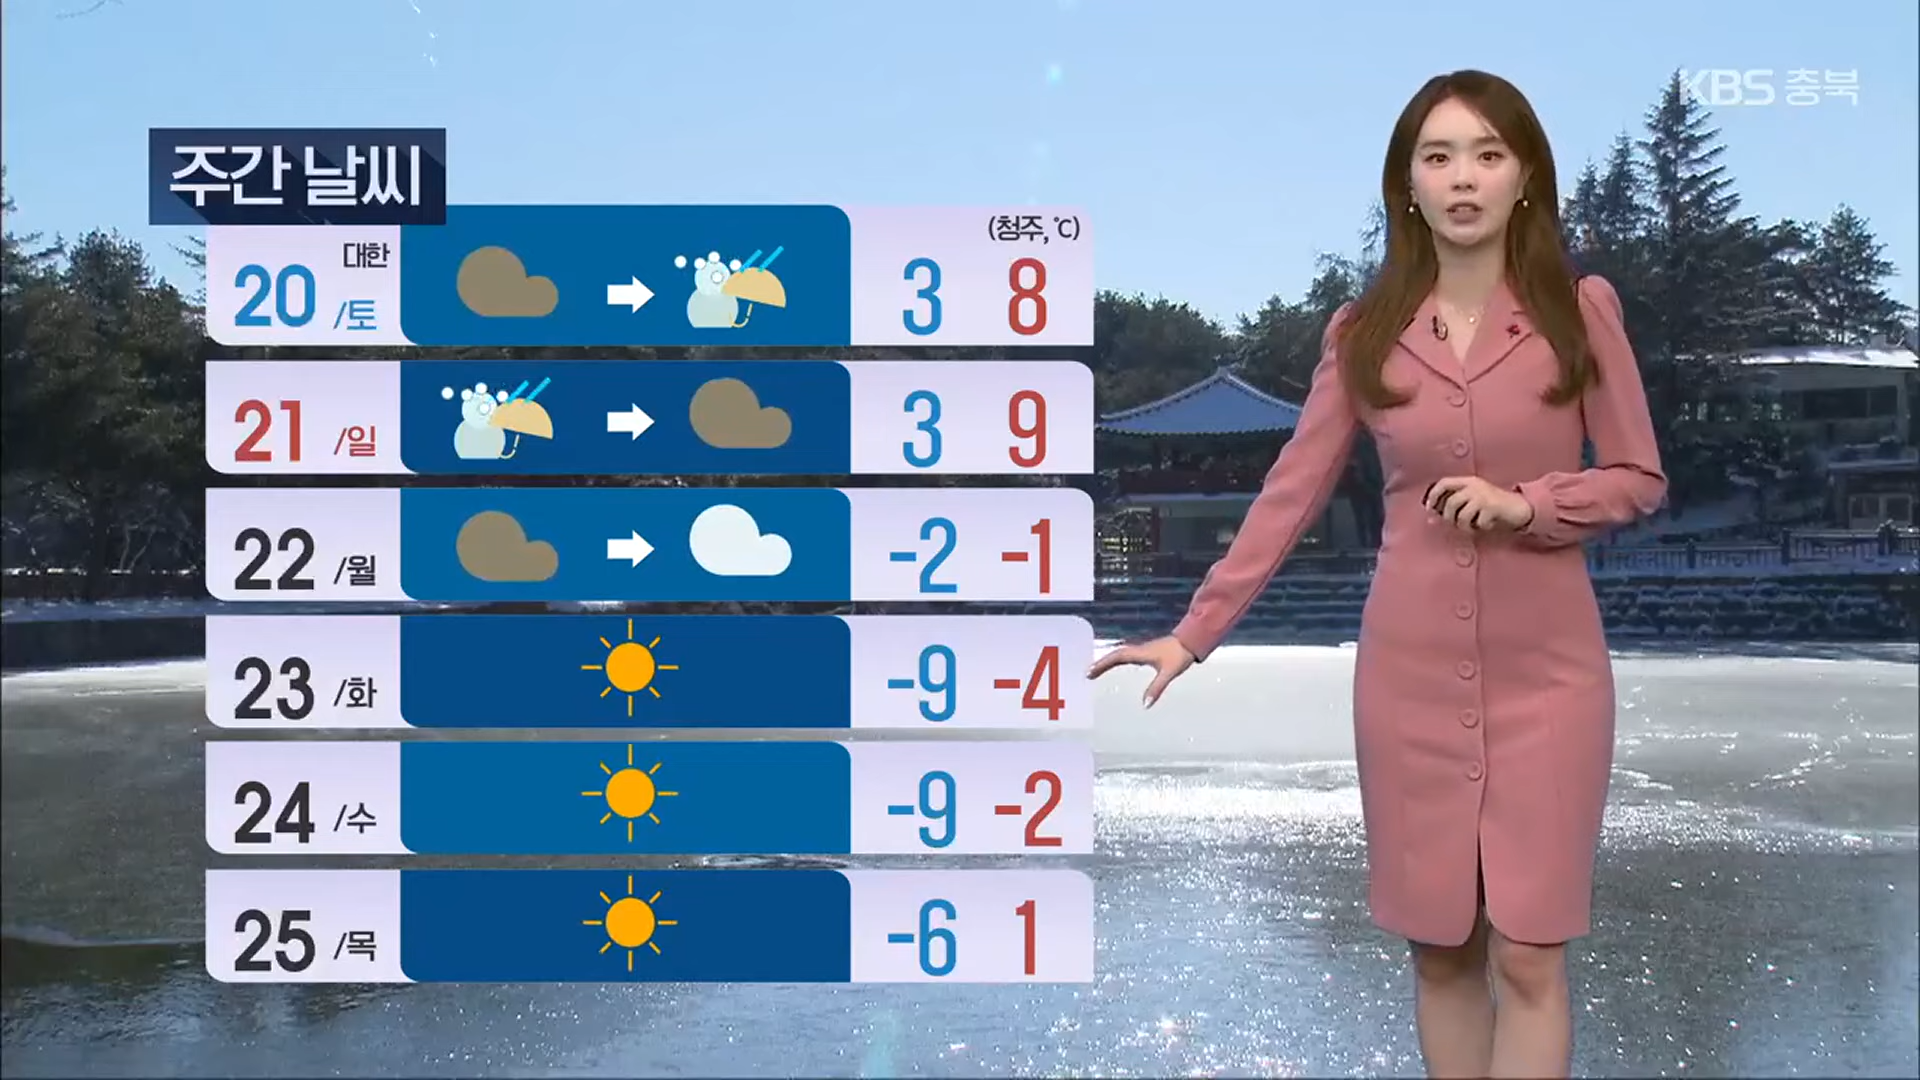 KBS 충북
주간 날씨
(청주, ℃)
대한
20 /토 3 8
21 /일 3 9
22 /월 -2 -1
23 /화 -9 -4
24 /수 -9 -2
25 /목 -6 1